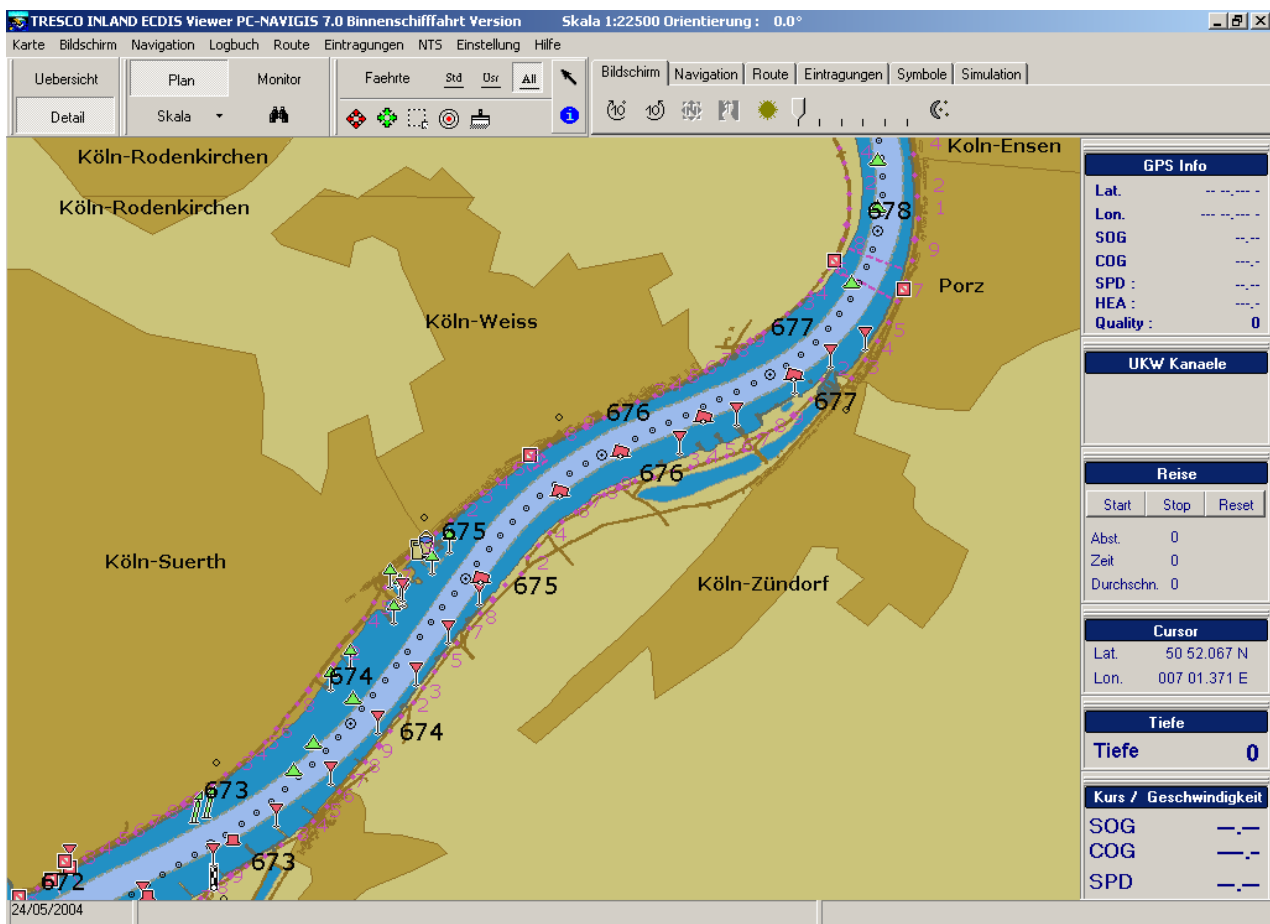 TRESCO INLAND ECDIS Viewer PC-NAVIGIS 7.0 Binnenschifffahrt Version Skala 1:22500 Orientierung : 0.0°
Karte Bildschirm Navigation Logbuch Route Eintragungen NTS Einstellung Hilfe
Uebersicht Plan Monitor Faehrte Std Usr All
Detail Skala
Bildschirm Navigation Route Eintragungen Symbole Simulation
10° 10°
Köln-Rodenkirchen
Koln-Ensen
Köln-Rodenkirchen
678
Porz
Köln-Weiss
677
677
676
676
675
Köln-Suerth
675
Köln-Zündorf
674
674
673
673
672
GPS Info
Lat. -- --.--- -
Lon. --- --.--- -
SOG --.--
COG ---.-
SPD : --.--
HEA : ---.-
Quality : 0
UKW Kanaele
Reise
Start Stop Reset
Abst. 0
Zeit 0
Durchschn. 0
Cursor
Lat. 50 52.067 N
Lon. 007 01.371 E
Tiefe
Tiefe 0
Kurs / Geschwindigkeit
SOG --.--
COG ---.-
SPD --.--
24/05/2004